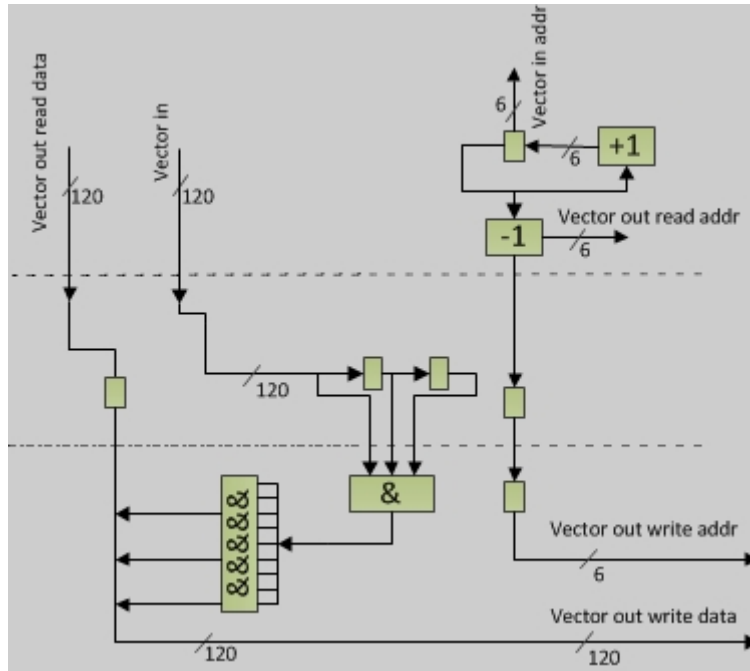 Vector out read data
Vector in
Vector in addr
6
+1
6
120
120
-1
Vector out read addr
6
120
&
&&&&&
Vector out write addr
6
Vector out write data
120
120